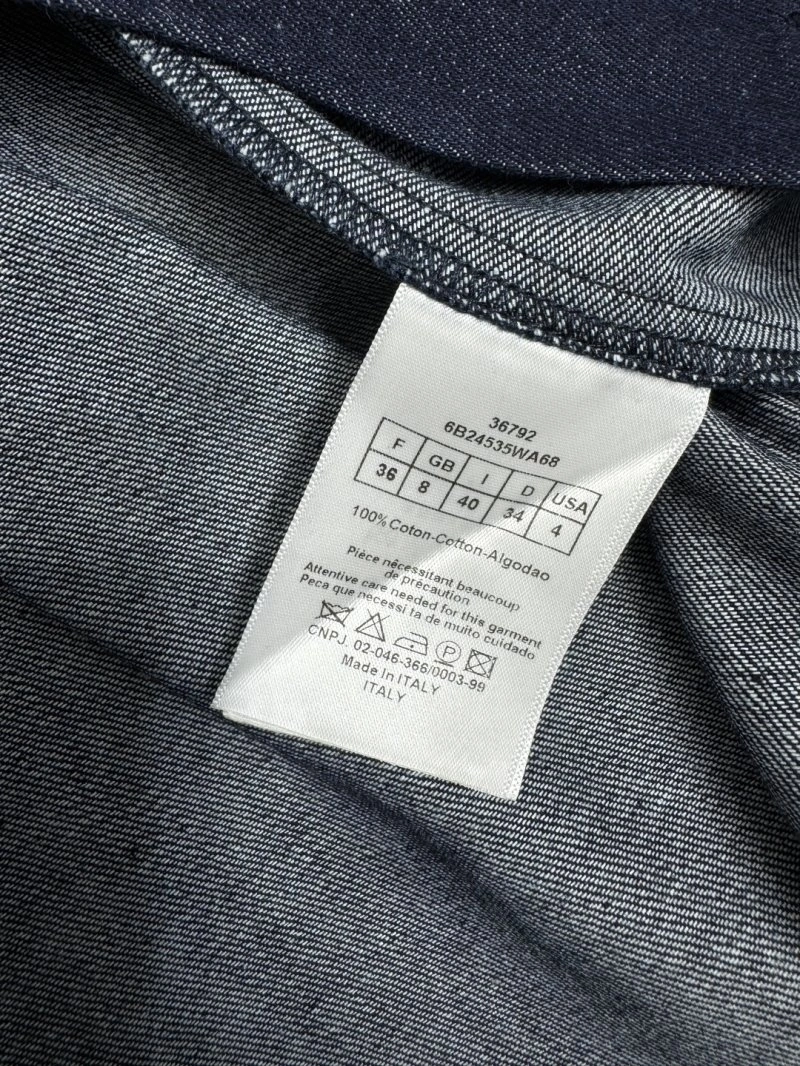 36792
6B24535WA68
F GB I D USA
36 8 40 34 4
100% Coton-Cotton-Algodao
Pièce nécessitant beaucoup
de précaution
Attentive care needed for this garment
Peca que necessi ta de muito cuidado
P
CNPJ. 02-046-366/0003-99
Made In ITALY
ITALY